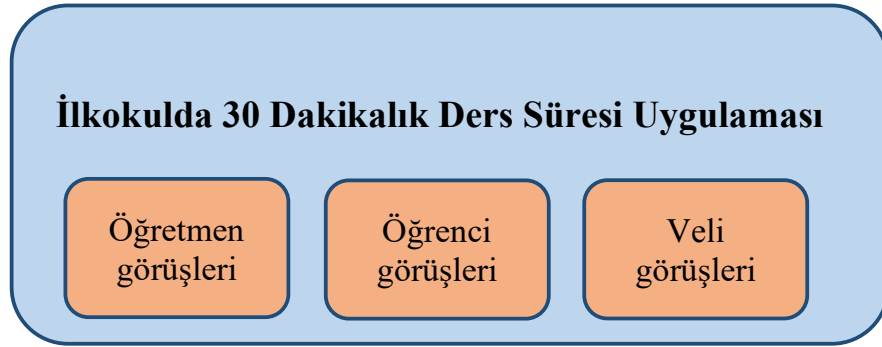 İlkokulda 30 Dakikalık Ders Süresi Uygulaması
Öğretmen
görüşleri
Öğrenci
görüşleri
Veli
görüşleri